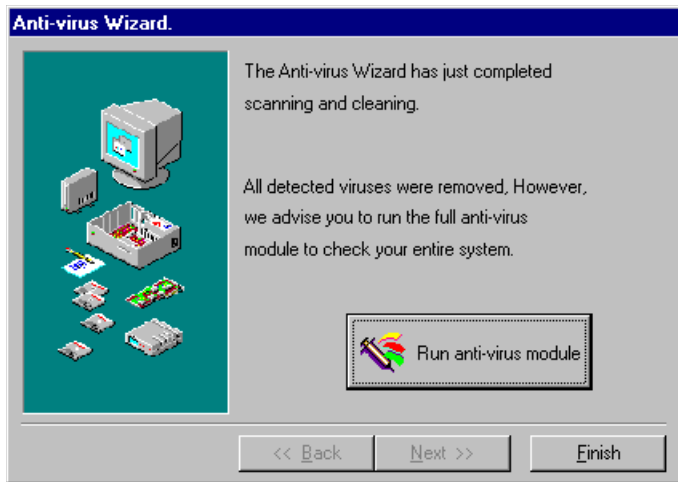 Anti-virus Wizard.
The Anti-virus Wizard has just completed
scanning and cleaning.
All detected viruses were removed, However,
we advise you to run the full anti-virus
module to check your entire system.
Run anti-virus module
<< Back
Next >>
Finish